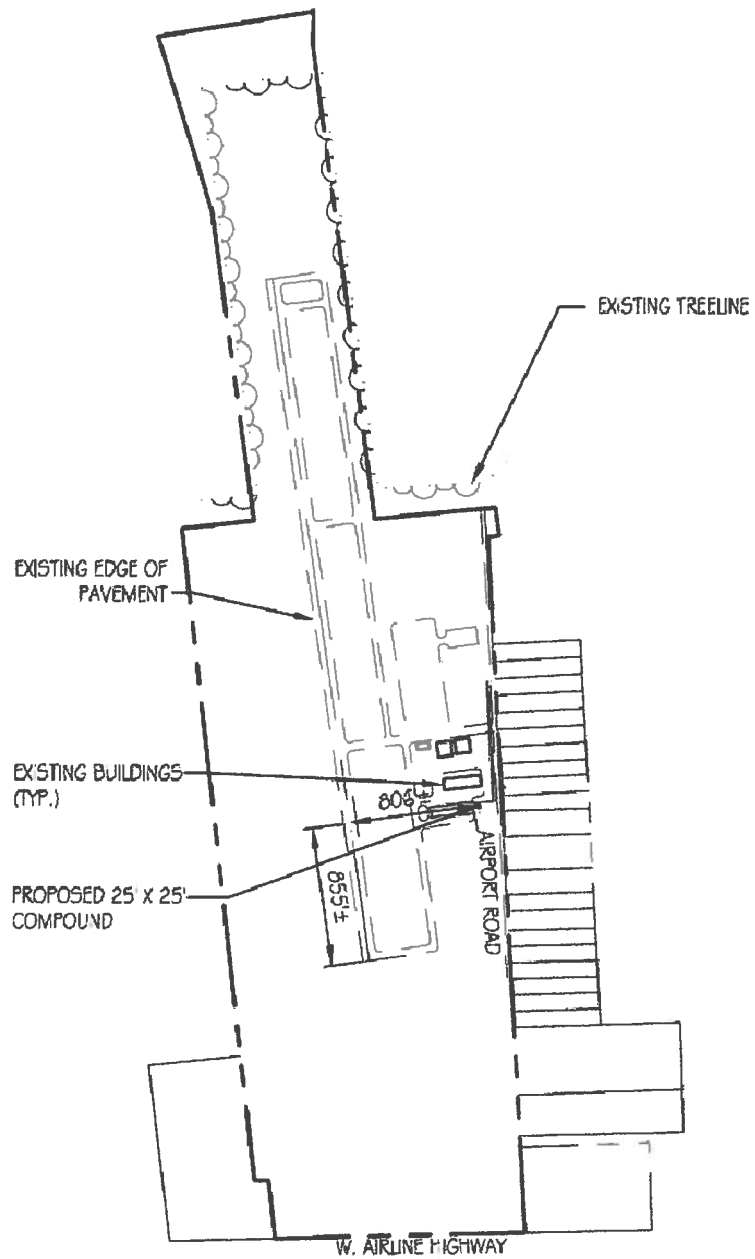 EXISTING TREELINE
EXISTING EDGE OF
PAVEMENT
EXISTING BUILDINGS
(TYP.)
806'±
AIRPORT ROAD
855'±
PROPOSED 25' X 25'
COMPOUND
W. AIRLINE HIGHWAY